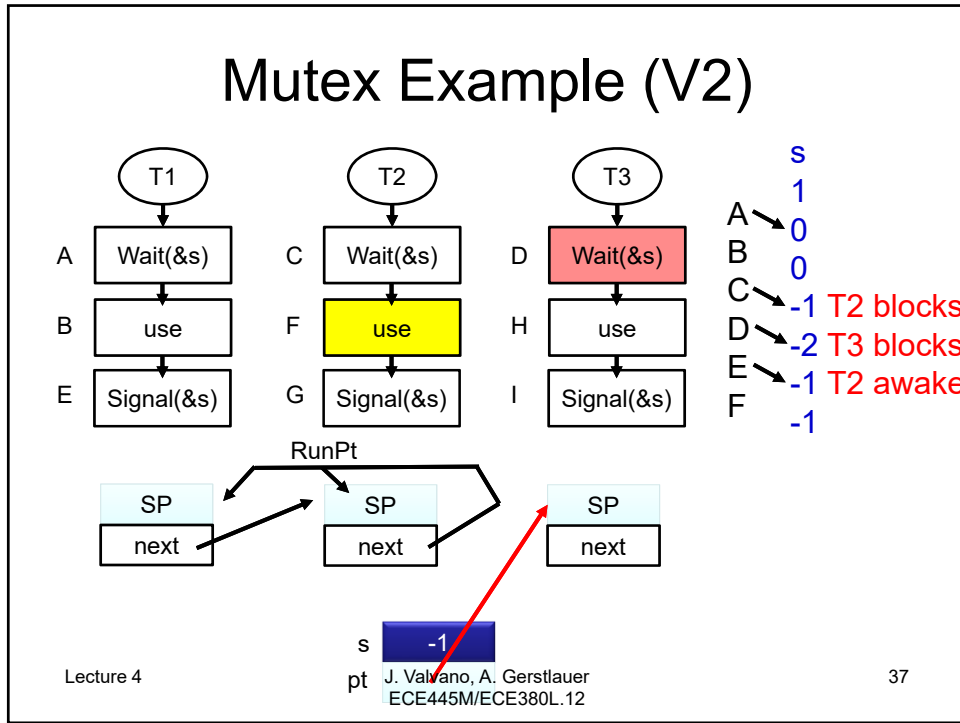 Mutex Example (V2)
T1 T2 T3
A Wait(&s) C Wait(&s) D Wait(&s)
B use F use H use
E Signal(&s) G Signal(&s) I Signal(&s)
s
1
A 0
B 0
C -1 T2 blocks
D -2 T3 blocks
E -1 T2 awake
F -1
RunPt
SP SP SP
next next next
s -1
pt
Lecture 4 J. Valvano, A. Gerstlauer 37
ECE445M/ECE380L.12